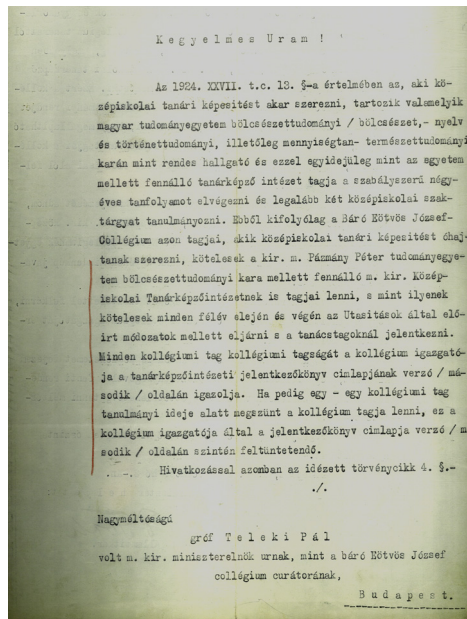 Kegyelmes Uram !
Az 1924. XXVII. t.c. 13. §-a értelmében az, aki kö-
zépiskolai tanári képesitést akar szerezni, tartozik valamelyik
magyar tudományegyetem bölcsészettudományi / bölcsészet,- nyelv
és történettudományi, illetőleg mennyiségtan- természettudományi
karán mint rendes hallgató és ezzel egyidejüleg mint az egyetem
mellett fennálló tanárképző intézet tagja a szabályszerű négy-
éves tanfolyamot elvégezni és legalább két középiskolai szak-
tárgyat tanulmányozni. Ebből kifolyólag a Báró Eötvös József-
Collégium azon tagjai, akik középiskolai tanári képesitést óhaj-
tanak szerezni, kötelesek a kir. m. Pázmány Péter tudományegye-
tem bölcsészettudományi kara mellett fennálló m. kir. Közép-
iskolai Tanárképzőintézetnek is tagjai lenni, s mint ilyenek
kötelesek minden félév elején és végén az Utasitások által elő-
irt módozatok mellett eljárni s a tanácstagoknál jelentkezni.
Minden kollégiumi tag kollégiumi tagságát a kollégium igazgató-
ja a tanárképzőintézeti jelentkezőkönyv cimlapjának verzó / má-
sodik / oldalán igazolja. Ha pedig egy - egy kollégiumi tag
tanulmányi ideje alatt megszünt a kollégium tagja lenni, ez a
kollégium igazgatója által a jelentkezőkönyv cimlapja verzó / m
sodik / oldalán szintén feltüntetendő.
Hivatkozással azomban az idézett törvénycikk 4. §.-
./.
Nagyméltóságú
gróf Teleki Pál
volt m. kir. miniszterelnök urnak, mint a báró Eötvös József
collégium curátorának,
Budapest.